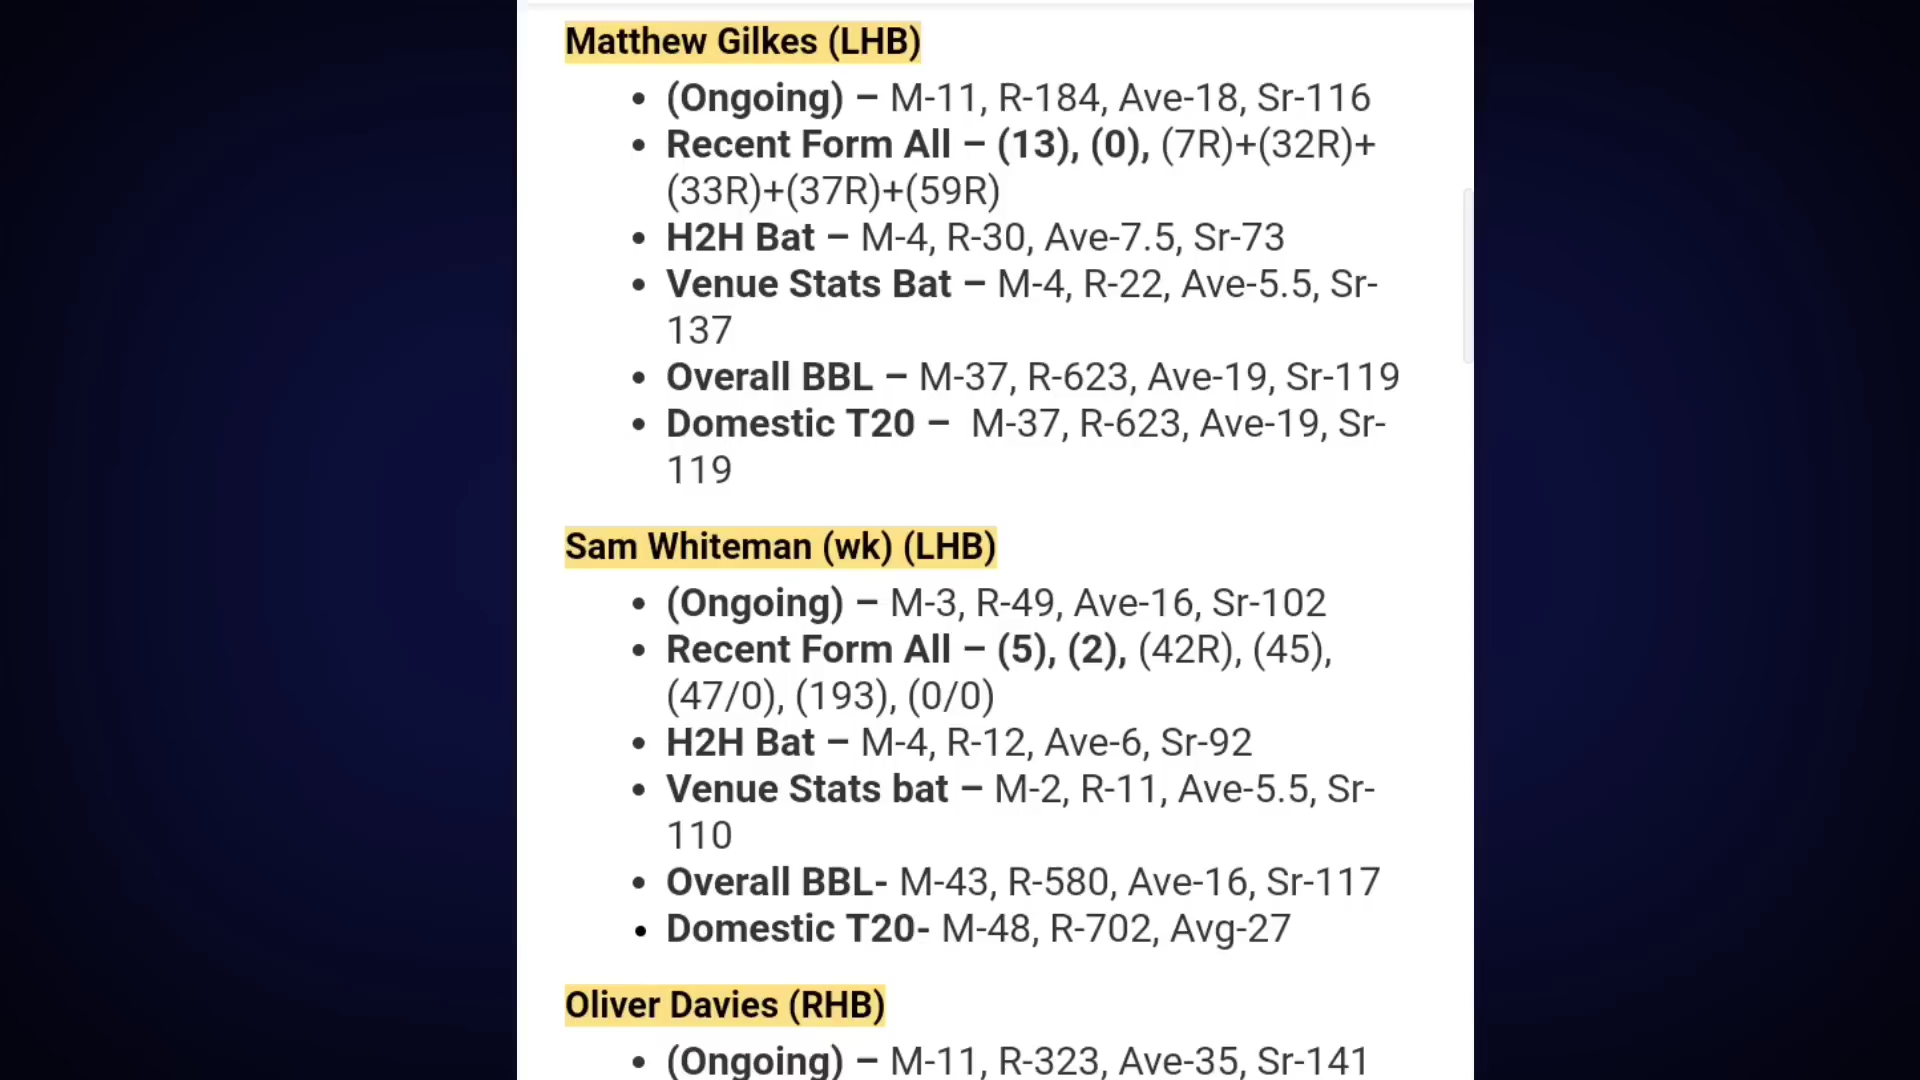 Matthew Gilkes (LHB)
• (Ongoing) – M-11, R-184, Ave-18, Sr-116
• Recent Form All – (13), (0), (7R)+(32R)+
(33R)+(37R)+(59R)
• H2H Bat – M-4, R-30, Ave-7.5, Sr-73
• Venue Stats Bat – M-4, R-22, Ave-5.5, Sr-
137
• Overall BBL – M-37, R-623, Ave-19, Sr-119
• Domestic T20 – M-37, R-623, Ave-19, Sr-
119
Sam Whiteman (wk) (LHB)
• (Ongoing) – M-3, R-49, Ave-16, Sr-102
• Recent Form All – (5), (2), (42R), (45),
(47/0), (193), (0/0)
• H2H Bat – M-4, R-12, Ave-6, Sr-92
• Venue Stats bat – M-2, R-11, Ave-5.5, Sr-
110
• Overall BBL- M-43, R-580, Ave-16, Sr-117
• Domestic T20- M-48, R-702, Avg-27
Oliver Davies (RHB)
• (Ongoing) – M-11, R-323, Ave-35, Sr-141